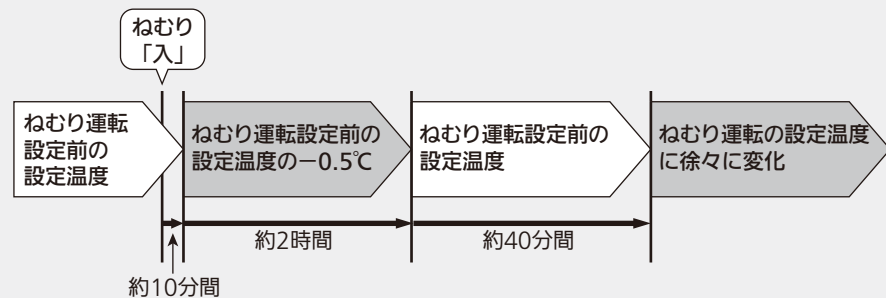 ねむり
「入」
ねむり運転
設定前の
設定温度
ねむり運転設定前の
設定温度の－0.5℃
ねむり運転設定前の
設定温度
ねむり運転の設定温度
に徐々に変化
約2時間
約40分間
約10分間